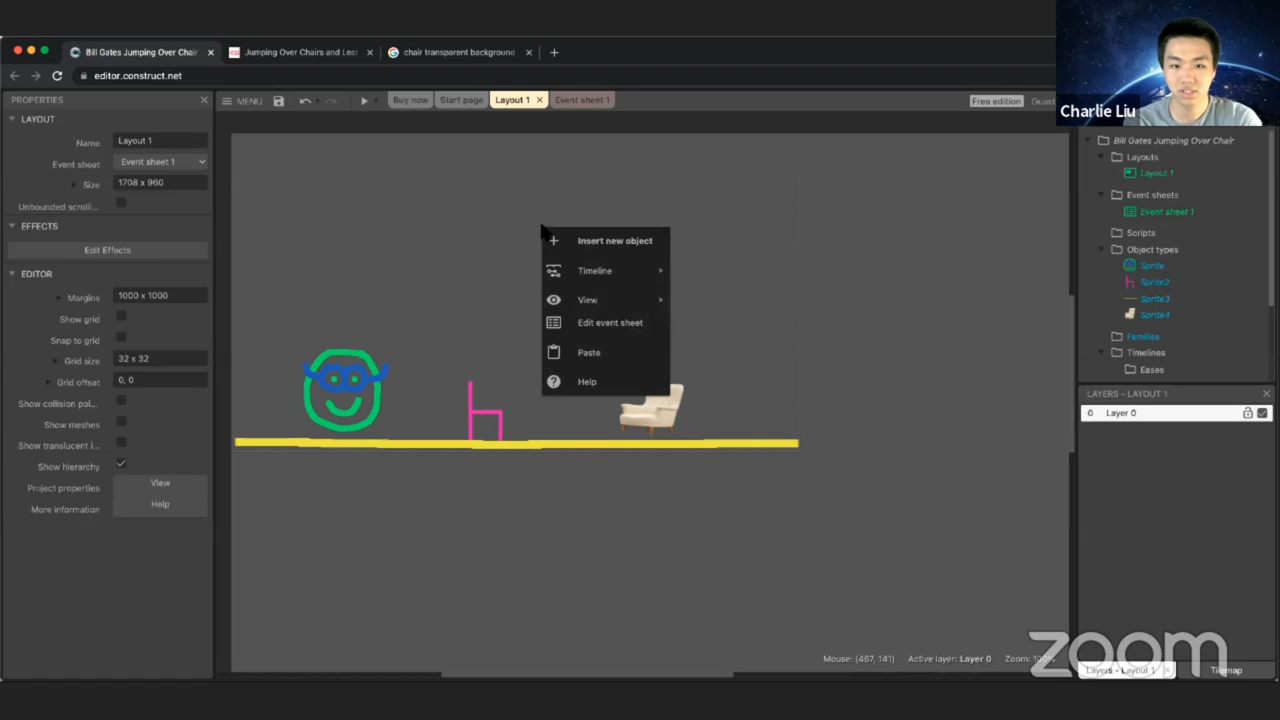 Bill Gates Jumping Over Chair
Jumping Over Chairs and Lear
chair transparent background
editor.construct.net
Charlie Liu
PROPERTIES
MENU
Buy now
Start page
Layout 1
Event sheet 1
Free edition
Guest
LAYOUT
Name
Layout 1
Event sheet
Event sheet 1
Size
1708 x 960
Unbounded scrolli...
EFFECTS
Edit Effects
EDITOR
Margins
1000 x 1000
Show grid
Snap to grid
Grid size
32 x 32
Grid offset
0, 0
Show collision pol...
Show meshes
Show translucent i...
Show hierarchy
Project properties
View
More information
Help
Insert new object
Timeline
View
Edit event sheet
Paste
Help
Bill Gates Jumping Over Chair
Layouts
Layout 1
Event sheets
Event sheet 1
Scripts
Object types
Sprite
Sprite2
Sprite3
Sprite4
Families
Timelines
Eases
LAYERS - LAYOUT 1
0 Layer 0
Mouse: (467, 141)
Active layer: Layer 0
Zoom: 100%
Layers - Layout 1
Tilemap
zoom